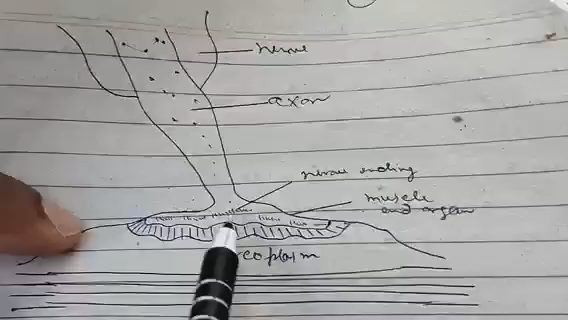 nerve
axon
nerve ending
muscle
end organ
coplasm